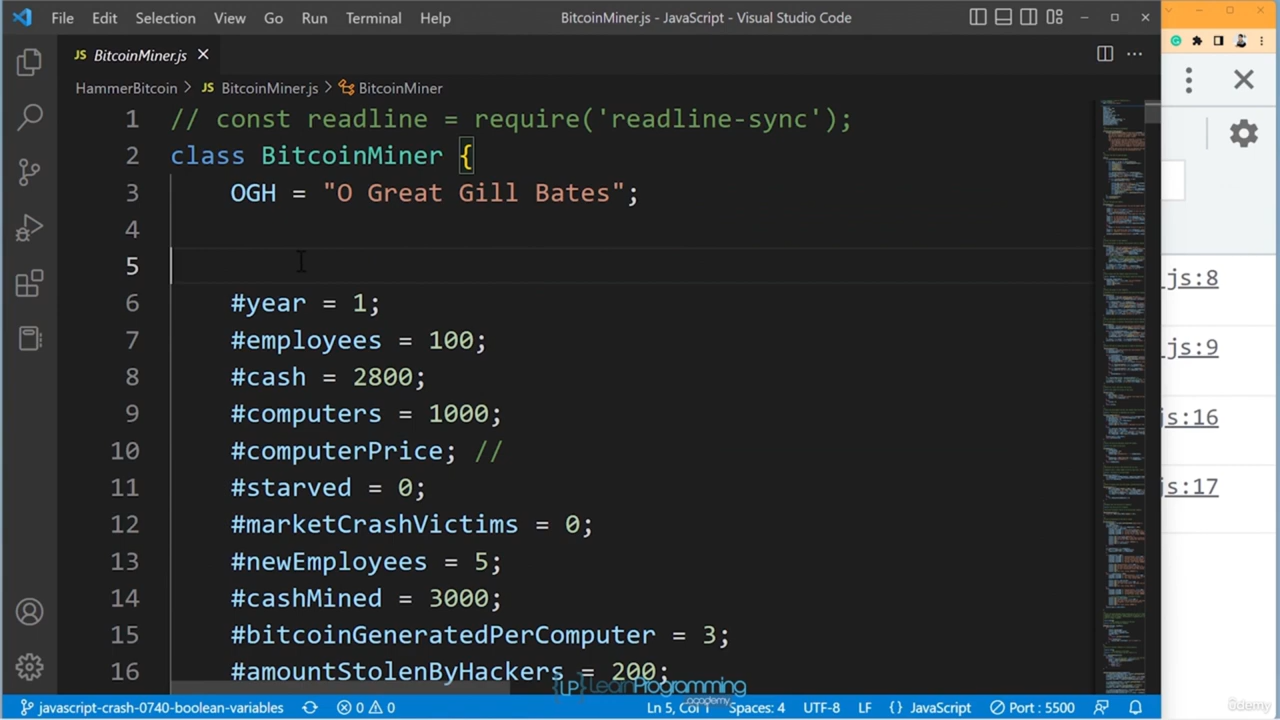 File Edit Selection View Go Run Terminal Help BitcoinMiner.js - JavaScript - Visual Studio Code
JS BitcoinMiner.js
HammerBitcoin > JS BitcoinMiner.js > BitcoinMiner
1 // const readline = require('readline-sync');
2 class BitcoinMiner {
3 OGH = "O Great Gill Bates";
4
5
6 #year = 1;
7 #employees = 100;
8 #cash = 2800;
9 #computers = 1000;
10 #computerPrice; //
11 #starved = 0;
12 #marketCrashVictims = 0;
13 #newEmployees = 5;
14 #cashMined = 3000;
15 #bitcoinGeneratedPerComputer = 3;
16 #amountStolenByHackers = 200;
js:8
js:9
js:16
js:17
{LP} LearnProgramming
.academy
javascript-crash-0740-boolean-variables 0 0 Ln 5, Col 1 Spaces: 4 UTF-8 LF {} JavaScript Port : 5500
ûdemy